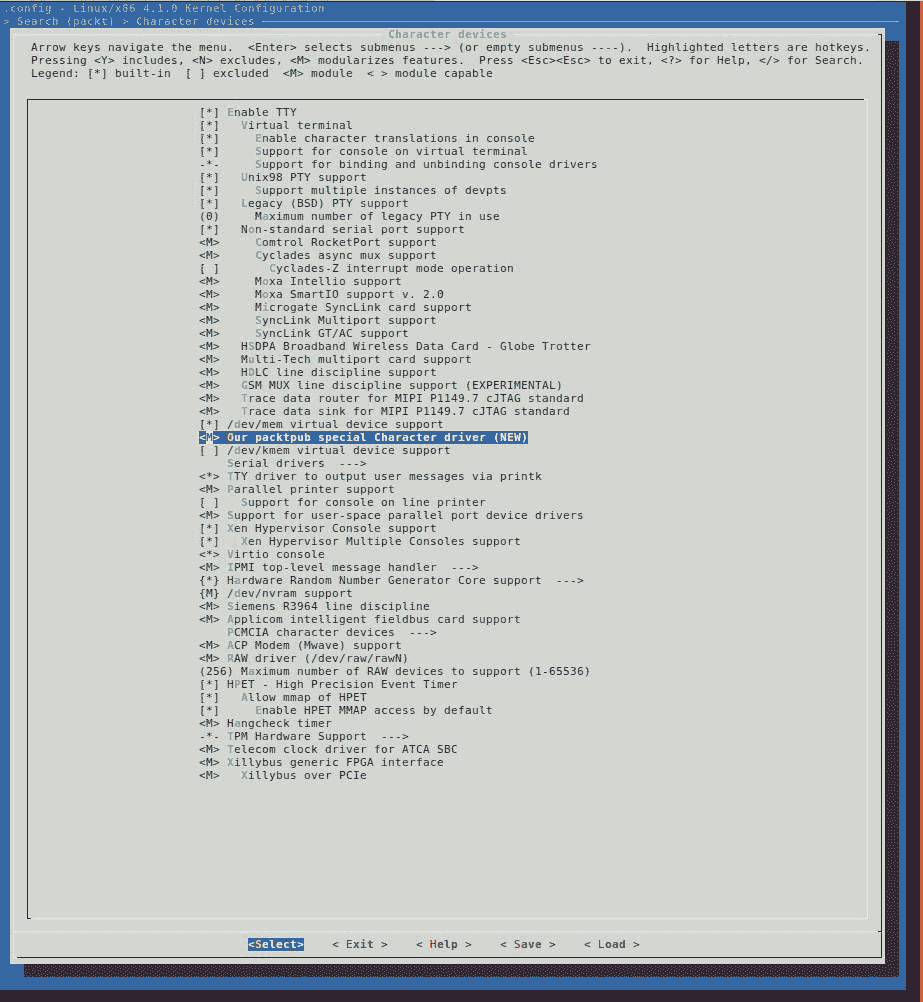 .config - Linux/x86 4.1.0 Kernel Configuration
> Search (packt) > Character devices
Character devices
Arrow keys navigate the menu.  <Enter> selects submenus ---> (or empty submenus ----).  Highlighted letters are hotkeys.
Pressing <Y> includes, <N> excludes, <M> modularizes features.  Press <Esc><Esc> to exit, <?> for Help, </> for Search.
Legend: [*] built-in  [ ] excluded  <M> module  < > module capable
[*] Enable TTY
[*]   Virtual terminal
[*]     Enable character translations in console
[*]     Support for console on virtual terminal
-*-     Support for binding and unbinding console drivers
[*]   Unix98 PTY support
[*]     Support multiple instances of devpts
[*]   Legacy (BSD) PTY support
(0)     Maximum number of legacy PTY in use
[*]   Non-standard serial port support
<M>     Comtrol RocketPort support
<M>     Cyclades async mux support
[ ]       Cyclades-Z interrupt mode operation
<M>     Moxa Intellio support
<M>     Moxa SmartIO support v. 2.0
<M>     Microgate SyncLink card support
<M>     SyncLink Multiport support
<M>     SyncLink GT/AC support
<M>   HSDPA Broadband Wireless Data Card - Globe Trotter
<M>   Multi-Tech multiport card support
<M>   HDLC line discipline support
<M>   GSM MUX line discipline support (EXPERIMENTAL)
<M>   Trace data router for MIPI P1149.7 cJTAG standard
<M>   Trace data sink for MIPI P1149.7 cJTAG standard
[*] /dev/mem virtual device support
<M> Our packtpub special Character driver (NEW)
[ ] /dev/kmem virtual device support
Serial drivers  --->
<*> TTY driver to output user messages via printk
<M> Parallel printer support
[ ]   Support for console on line printer
<M> Support for user-space parallel port device drivers
[*] Xen Hypervisor Console support
[*]   Xen Hypervisor Multiple Consoles support
<*> Virtio console
<M> IPMI top-level message handler  --->
{*} Hardware Random Number Generator Core support  --->
{M} /dev/nvram support
<M> Siemens R3964 line discipline
<M> Applicom intelligent fieldbus card support
PCMCIA character devices  --->
<M> ACP Modem (Mwave) support
<M> RAW driver (/dev/raw/rawN)
(256) Maximum number of RAW devices to support (1-65536)
[*] HPET - High Precision Event Timer
[*]   Allow mmap of HPET
[*]     Enable HPET MMAP access by default
<M> Hangcheck timer
-*- TPM Hardware Support  --->
<M> Telecom clock driver for ATCA SBC
<M> Xillybus generic FPGA interface
<M>   Xillybus over PCIe
<Select>    < Exit >    < Help >    < Save >    < Load >